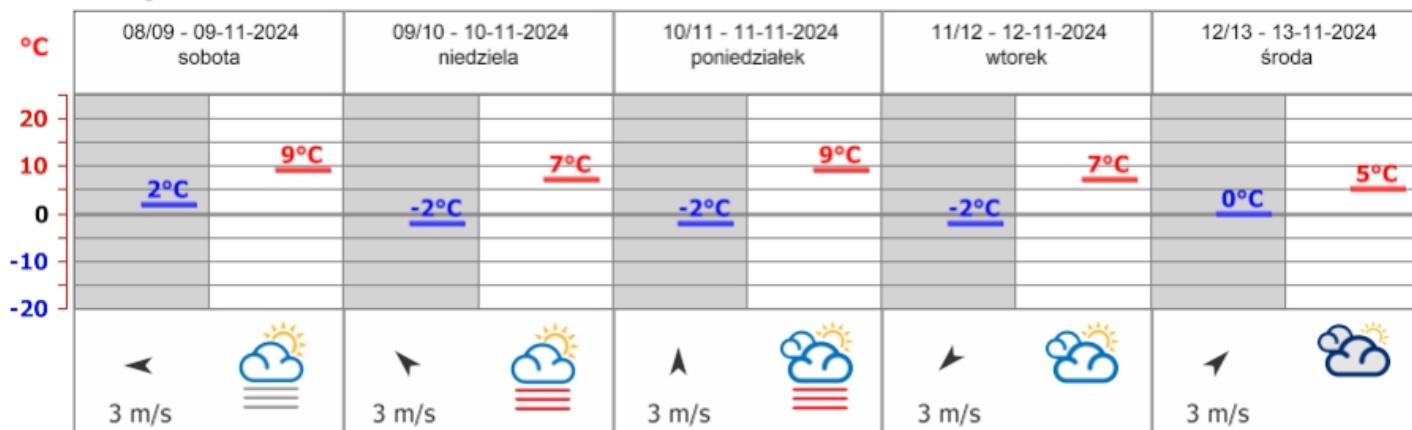 °C
08/09 - 09-11-2024
sobota
09/10 - 10-11-2024
niedziela
10/11 - 11-11-2024
poniedziałek
11/12 - 12-11-2024
wtorek
12/13 - 13-11-2024
środa
20
10
0
-10
-20
2°C
9°C
-2°C
7°C
-2°C
9°C
-2°C
7°C
0°C
5°C
3 m/s
3 m/s
3 m/s
3 m/s
3 m/s